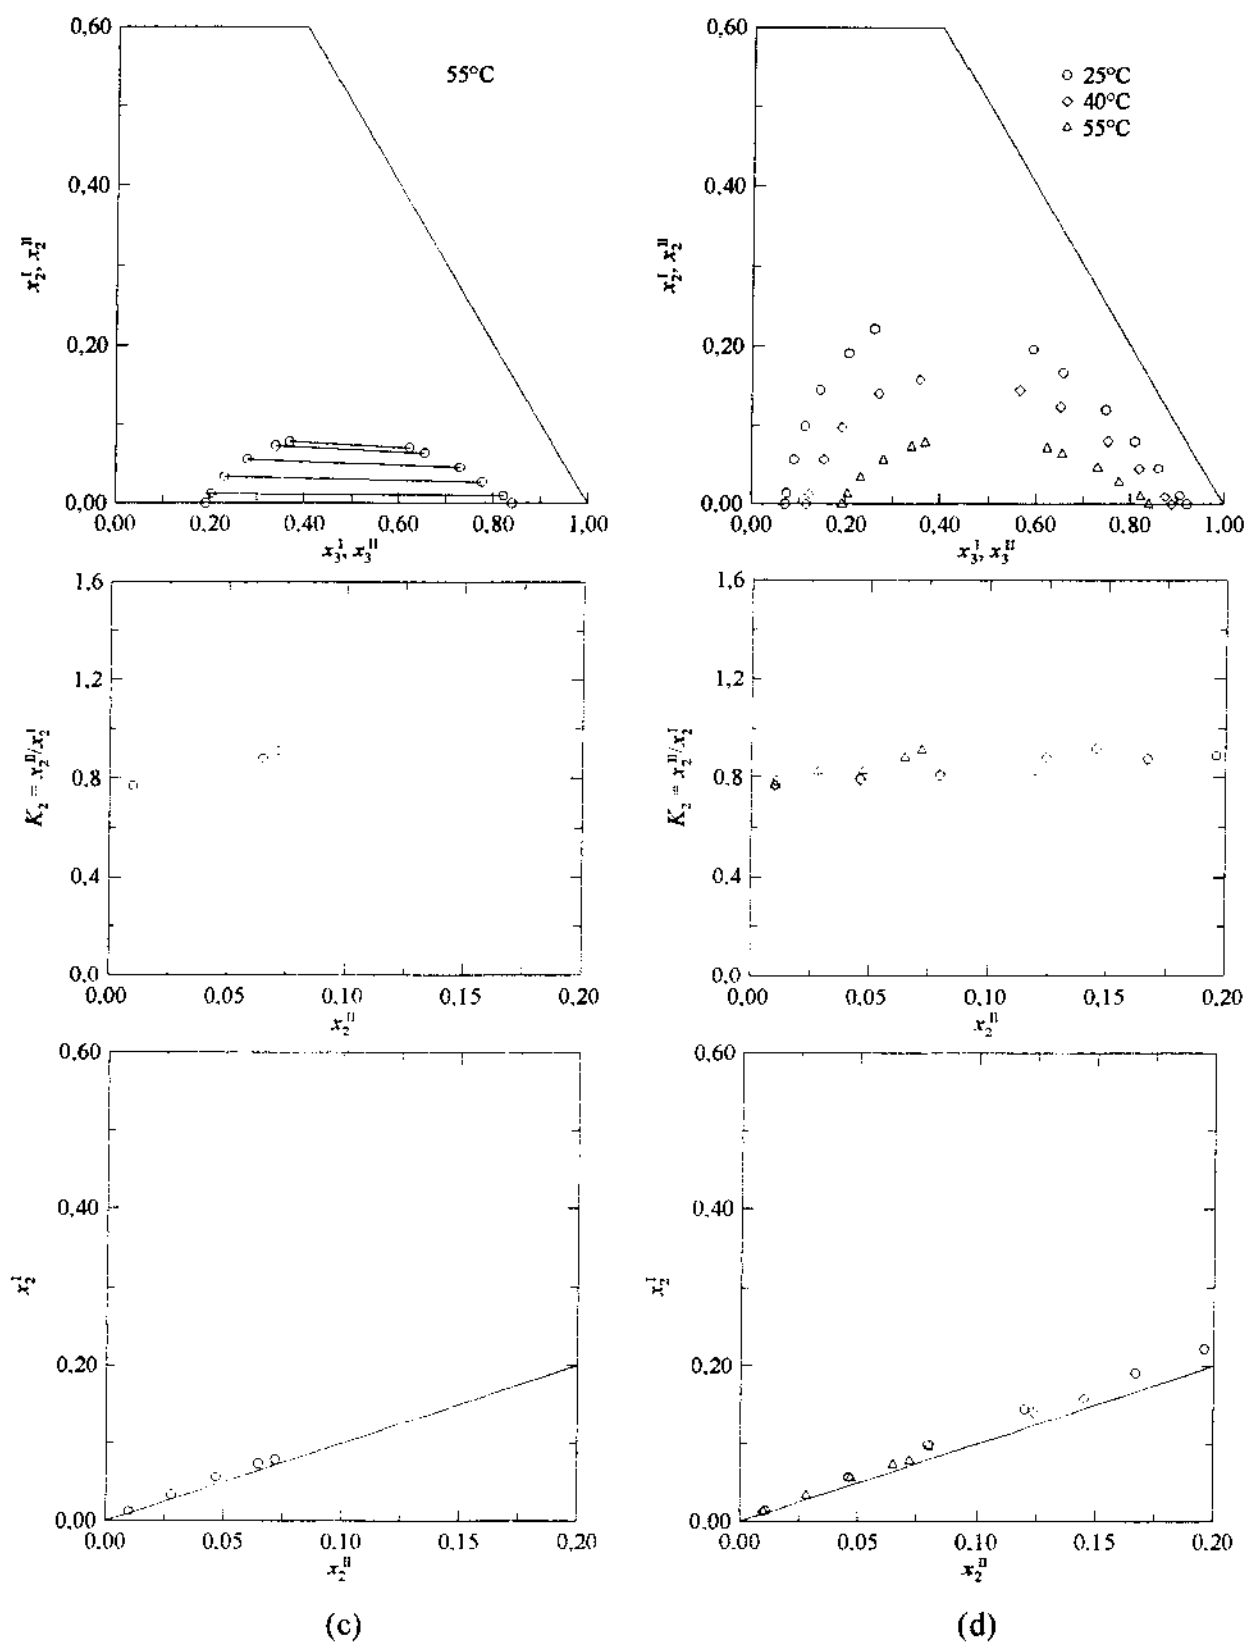 0,60
55°C
0,40
x₂ᴵ, x₂ᴵᴵ
0,20
0,00
0,00 0,20 0,40 0,60 0,80 1,00
x₃ᴵ, x₃ᴵᴵ
1,6
1,2
K₂ = x₂ᴵᴵ/x₂ᴵ
0,8
0,4
0,0
0,00 0,05 0,10 0,15 0,20
x₂ᴵᴵ
0,60
0,40
x₂ᴵ
0,20
0,00
0,00 0,05 0,10 0,15 0,20
x₂ᴵᴵ
(c)
0,60
25°C
40°C
55°C
0,40
x₂ᴵ, x₂ᴵᴵ
0,20
0,00
0,00 0,20 0,40 0,60 0,80 1,00
x₃ᴵ, x₃ᴵᴵ
1,6
1,2
K₂ = x₂ᴵᴵ/x₂ᴵ
0,8
0,4
0,0
0,00 0,05 0,10 0,15 0,20
x₂ᴵᴵ
0,60
0,40
x₂ᴵ
0,20
0,00
0,00 0,05 0,10 0,15 0,20
x₂ᴵᴵ
(d)